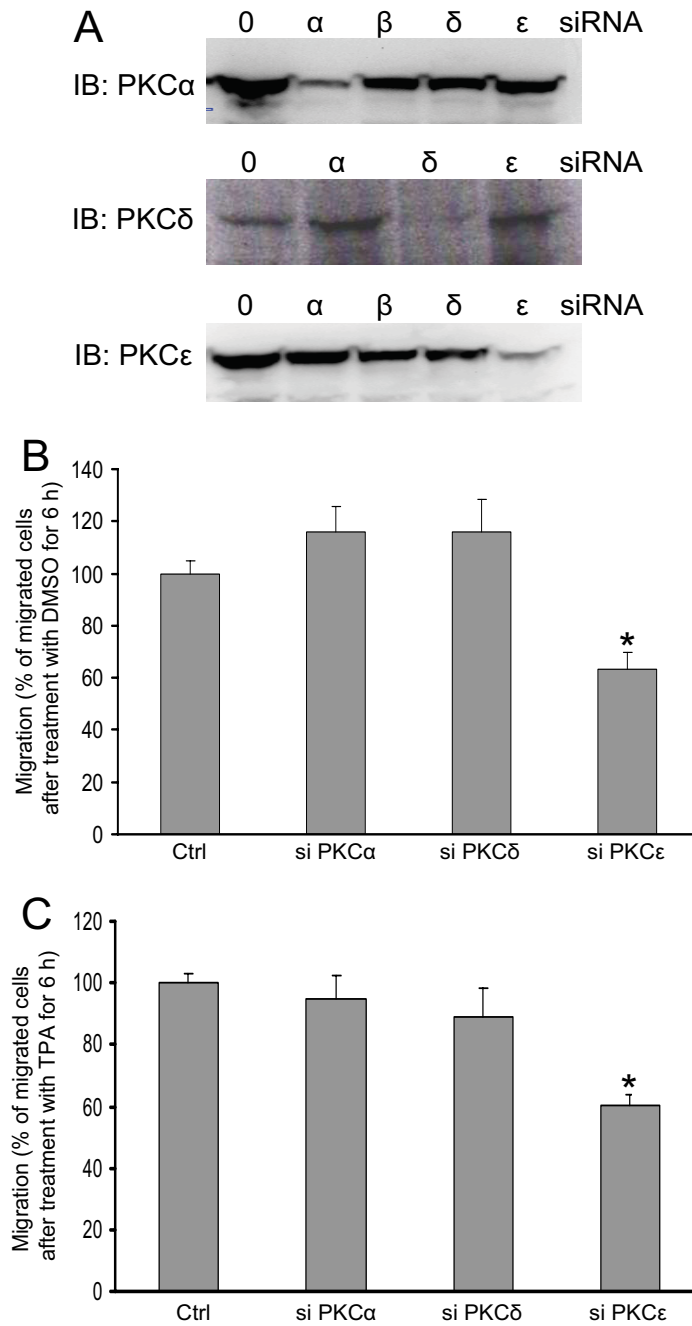 A
0 α β δ ε siRNA
IB: PKCα
0 α δ ε siRNA
IB: PKCδ
0 α β δ ε siRNA
IB: PKCε
B
Migration (% of migrated cells
after treatment with DMSO for 6 h)
140
120
100
80
60
40
20
0
*
Ctrl si PKCα si PKCδ si PKCε
C
Migration (% of migrated cells
after treatment with TPA for 6 h)
120
100
80
60
40
20
0
*
Ctrl si PKCα si PKCδ si PKCε